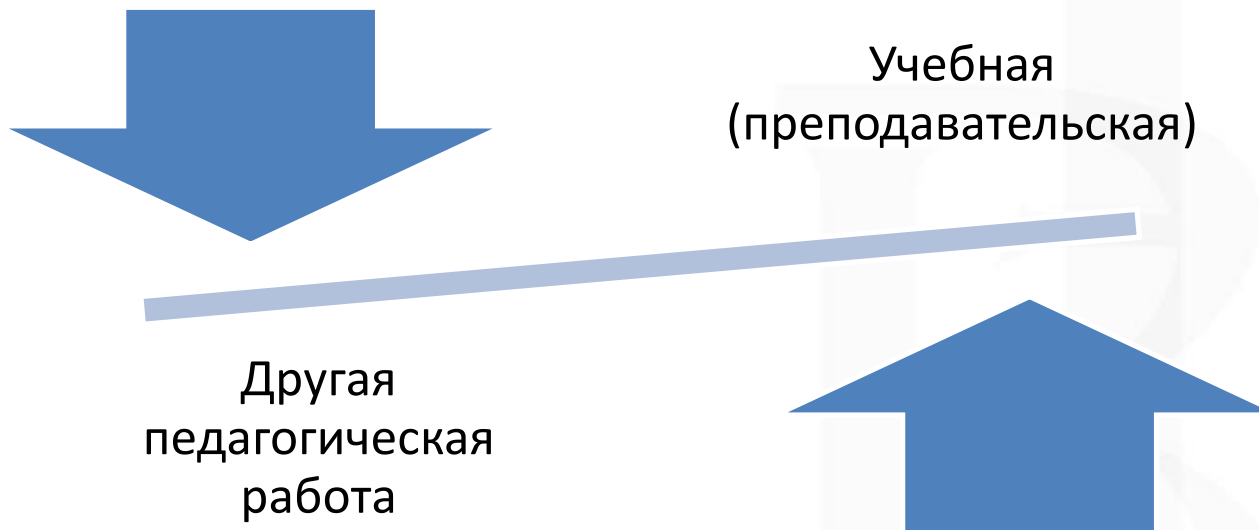 Учебная
(преподавательская)
Другая
педагогическая
работа